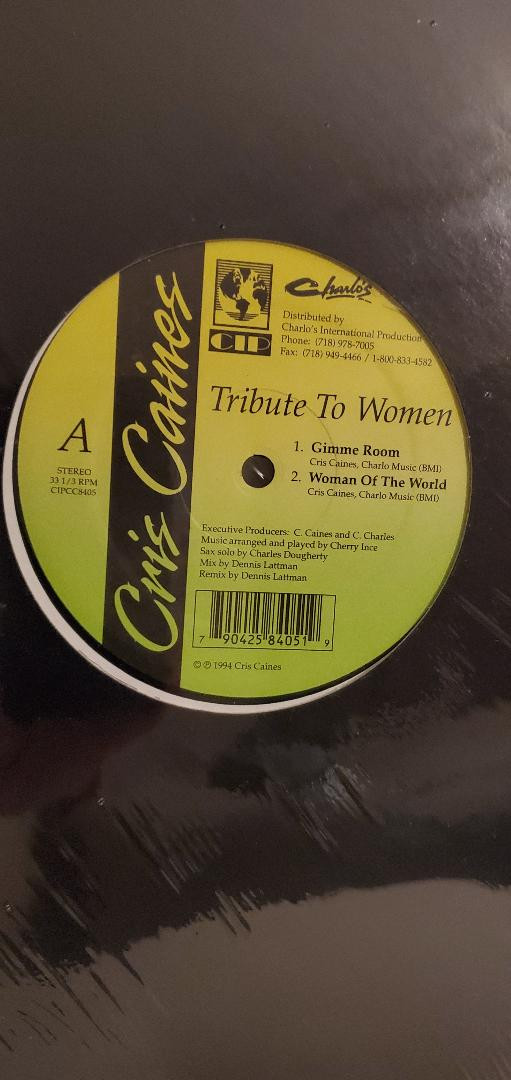 Cris Caines
A
STEREO
33 1/3 RPM
CIPCC8405
CIP
Charlo's
Distributed by
Charlo's International Production
Phone: (718) 978-7005
Fax: (718) 949-4466 / 1-800-833-4582
Tribute To Women
1. Gimme Room
Cris Caines, Charlo Music (BMI)
2. Woman Of The World
Cris Caines, Charlo Music (BMI)
Executive Producers: C. Caines and C. Charles
Music arranged and played by Cherry Ince
Sax solo by Charles Dougherty
Mix by Dennis Lattman
Remix by Dennis Lattman
7 90425 84051 9
© ℗ 1994 Cris Caines